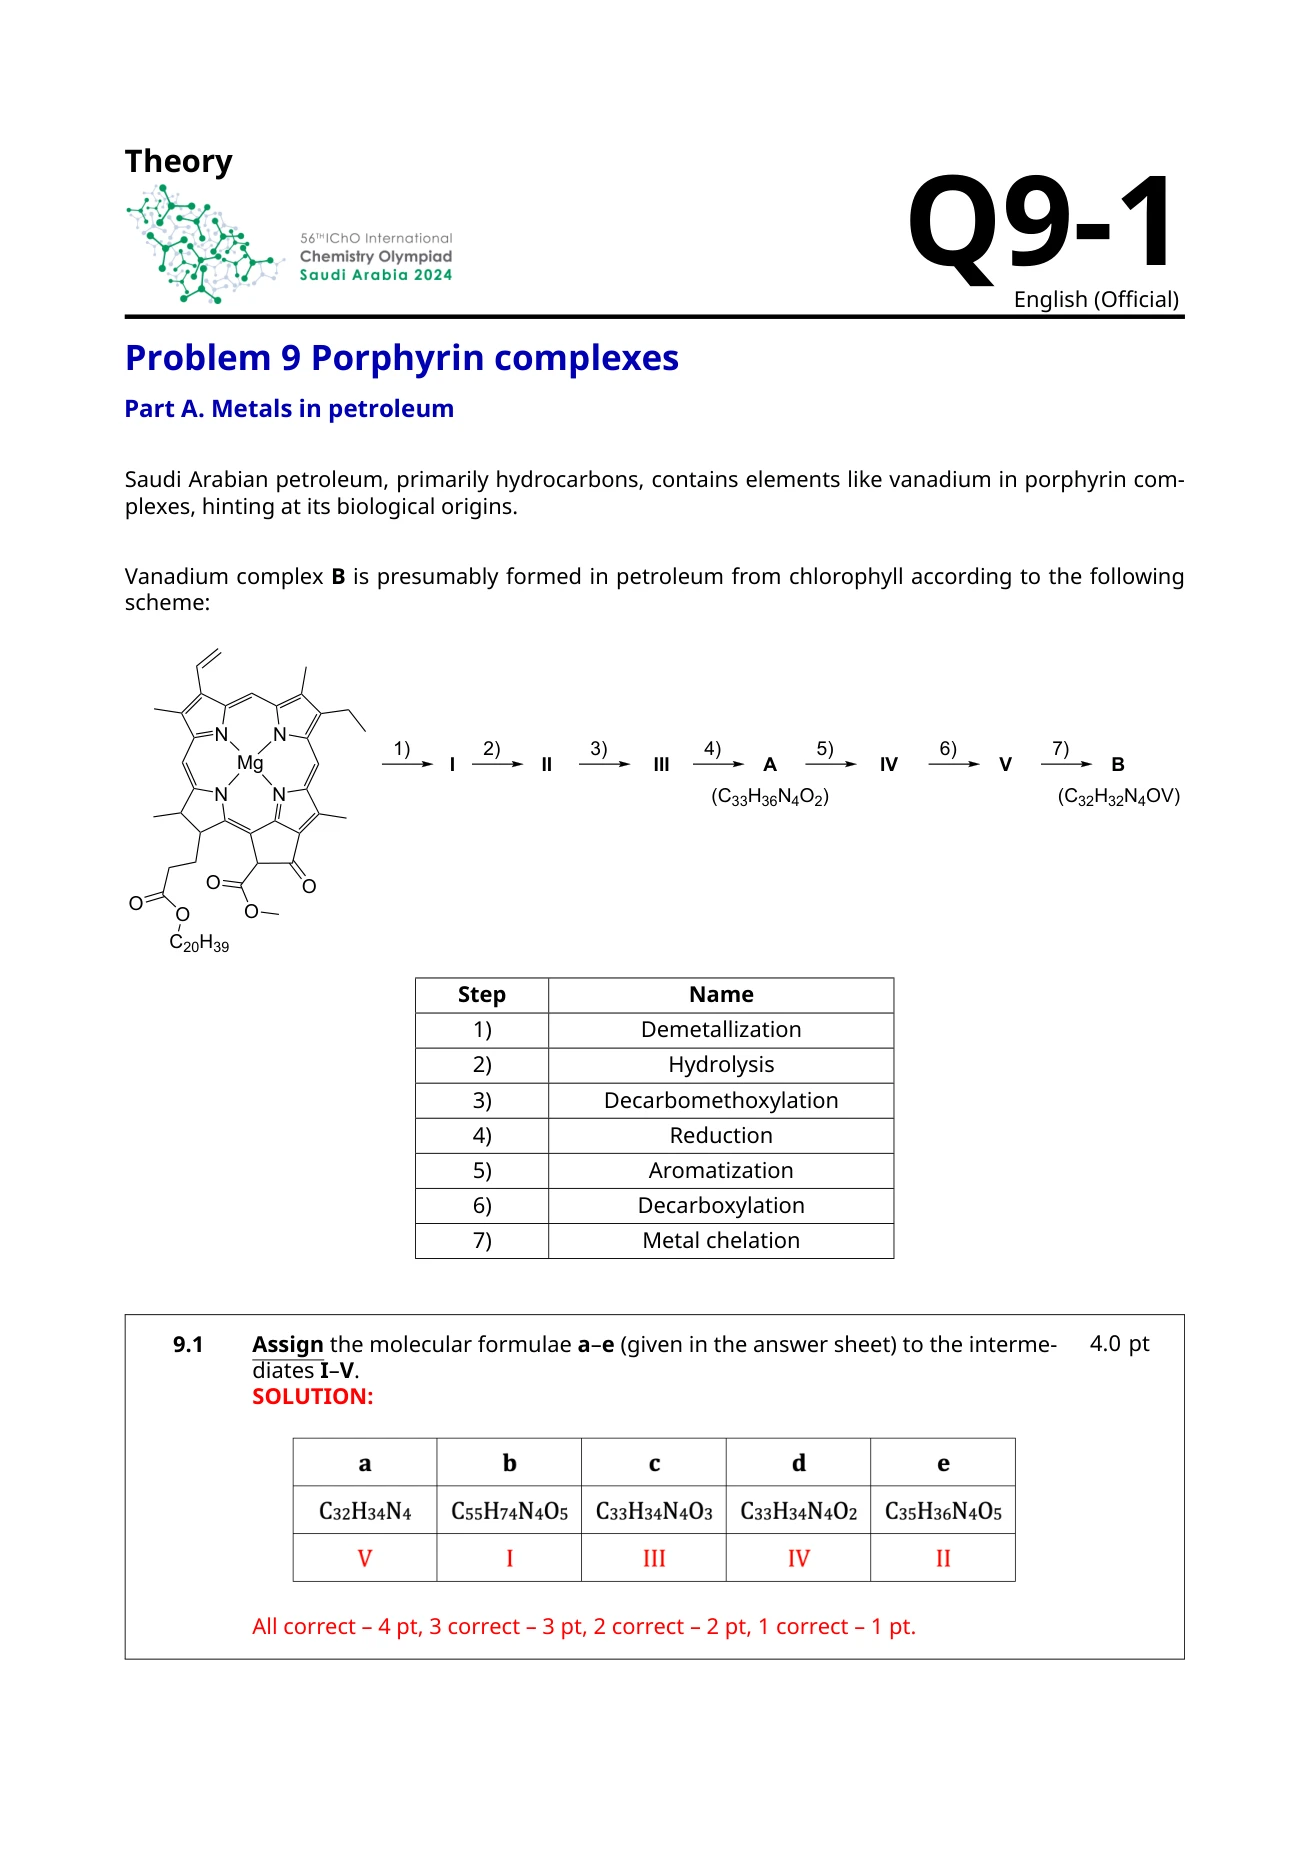 Theory
56ᵀᴴIChO International
Chemistry Olympiad
Saudi Arabia 2024
Q9-1
English (Official)
Problem 9 Porphyrin complexes
Part A. Metals in petroleum
Saudi Arabian petroleum, primarily hydrocarbons, contains elements like vanadium in porphyrin com-
plexes, hinting at its biological origins.
Vanadium complex B is presumably formed in petroleum from chlorophyll according to the following
scheme:
N N
Mg
N N
O
O
O
O
O
C₂₀H₃₉
1) I 2) II 3) III 4) A 5) IV 6) V 7) B
(C₃₃H₃₆N₄O₂) (C₃₂H₃₂N₄OV)
Step Name
1) Demetallization
2) Hydrolysis
3) Decarbomethoxylation
4) Reduction
5) Aromatization
6) Decarboxylation
7) Metal chelation
9.1 Assign the molecular formulae a–e (given in the answer sheet) to the interme- 4.0 pt
diates I–V.
SOLUTION:
a b c d e
C₃₂H₃₄N₄ C₅₅H₇₄N₄O₅ C₃₃H₃₄N₄O₃ C₃₃H₃₄N₄O₂ C₃₅H₃₆N₄O₅
V I III IV II
All correct – 4 pt, 3 correct – 3 pt, 2 correct – 2 pt, 1 correct – 1 pt.